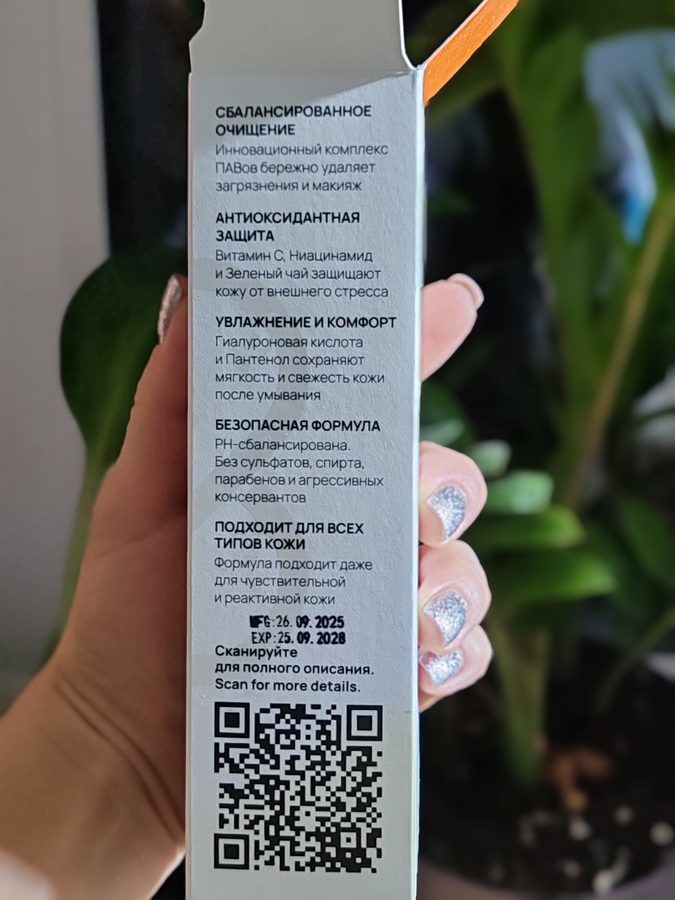 СБАЛАНСИРОВАННОЕ
ОЧИЩЕНИЕ
Инновационный комплекс
ПАВов бережно удаляет
загрязнения и макияж
АНТИОКСИДАНТНАЯ
ЗАЩИТА
Витамин С, Ниацинамид
и Зеленый чай защищают
кожу от внешнего стресса
УВЛАЖНЕНИЕ И КОМФОРТ
Гиалуроновая кислота
и Пантенол сохраняют
мягкость и свежесть кожи
после умывания
БЕЗОПАСНАЯ ФОРМУЛА
PH-сбалансирована.
Без сульфатов, спирта,
парабенов и агрессивных
консервантов
ПОДХОДИТ ДЛЯ ВСЕХ
ТИПОВ КОЖИ
Формула подходит даже
для чувствительной
и реактивной кожи
MFG:26.09.2025
EXP:25.09.2028
Сканируйте
для полного описания.
Scan for more details.